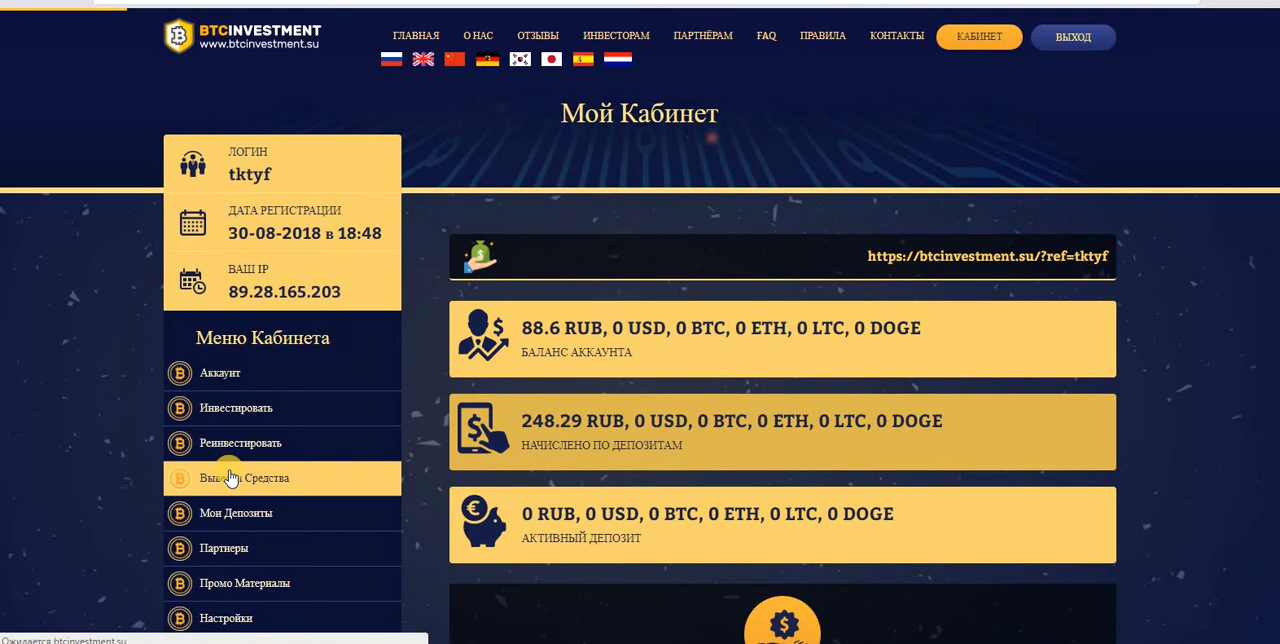 BTCINVESTMENT
www.btcinvestment.su
ГЛАВНАЯ О НАС ОТЗЫВЫ ИНВЕСТОРАМ ПАРТНЁРАМ FAQ ПРАВИЛА КОНТАКТЫ КАБИНЕТ ВЫХОД
Мой Кабинет
ЛОГИН
tktyf
ДАТА РЕГИСТРАЦИИ
30-08-2018 в 18:48
ВАШ IP
89.28.165.203
Меню Кабинета
Аккаунт
Инвестировать
Реинвестировать
Средства
Мои Депозиты
Партнеры
Промо Материалы
Настройки
https://btcinvestment.su/?ref=tktyf
88.6 RUB, 0 USD, 0 BTC, 0 ETH, 0 LTC, 0 DOGE
БАЛАНС АККАУНТА
248.29 RUB, 0 USD, 0 BTC, 0 ETH, 0 LTC, 0 DOGE
НАЧИСЛЕНО ПО ДЕПОЗИТАМ
0 RUB, 0 USD, 0 BTC, 0 ETH, 0 LTC, 0 DOGE
АКТИВНЫЙ ДЕПОЗИТ
Ожидается btcinvestment.su